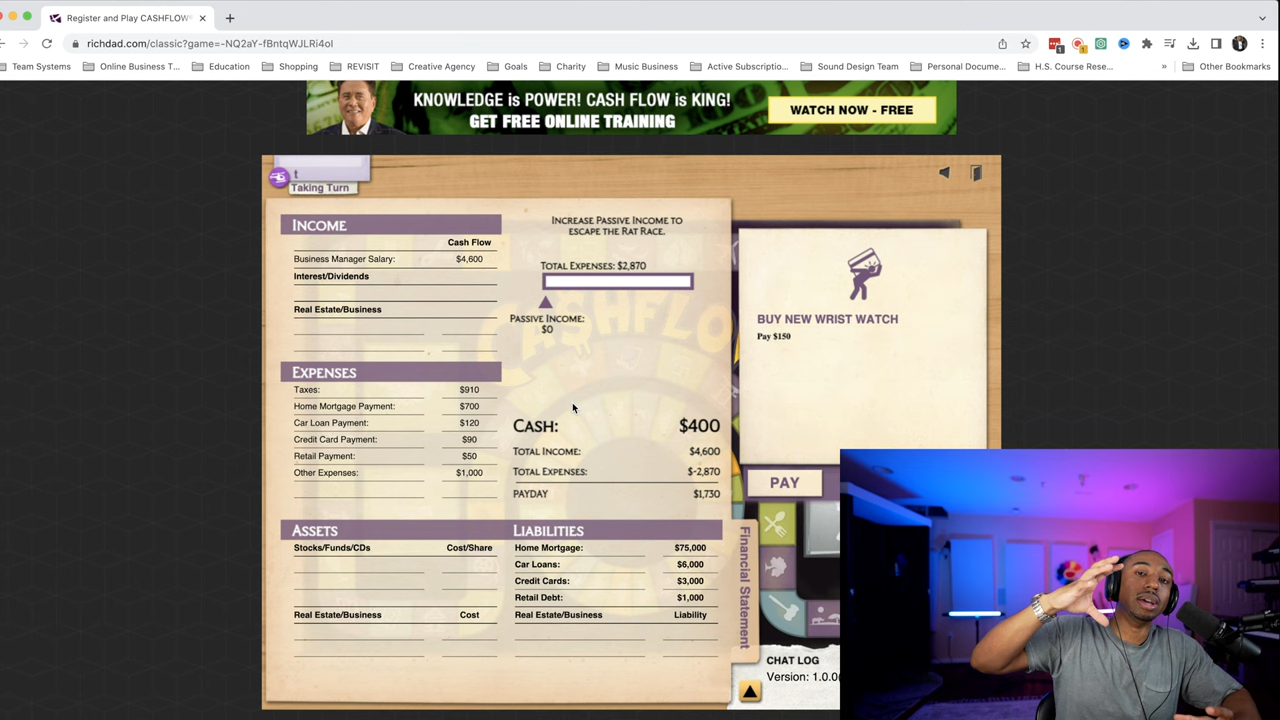 Register and Play CASHFLOW®
richdad.com/classic?game=-NQ2aY-fBntqWJLRi4oI
Team Systems
Online Business T...
Education
Shopping
REVISIT
Creative Agency
Goals
Charity
Music Business
Active Subscriptio...
Sound Design Team
Personal Docume...
H.S. Course Rese...
»
Other Bookmarks
KNOWLEDGE is POWER! CASH FLOW is KING!
GET FREE ONLINE TRAINING
WATCH NOW - FREE
t
Taking Turn
INCOME
Cash Flow
Business Manager Salary: $4,600
Interest/Dividends
Real Estate/Business
INCREASE PASSIVE INCOME TO
ESCAPE THE RAT RACE.
TOTAL EXPENSES: $2,870
PASSIVE INCOME:
$0
EXPENSES
Taxes: $910
Home Mortgage Payment: $700
Car Loan Payment: $120
Credit Card Payment: $90
Retail Payment: $50
Other Expenses: $1,000
CASH: $400
TOTAL INCOME: $4,600
TOTAL EXPENSES: $-2,870
PAYDAY $1,730
ASSETS
Stocks/Funds/CDs Cost/Share
Real Estate/Business Cost
LIABILITIES
Home Mortgage: $75,000
Car Loans: $6,000
Credit Cards: $3,000
Retail Debt: $1,000
Real Estate/Business Liability
Financial Statement
BUY NEW WRIST WATCH
Pay $150
PAY
CHAT LOG
Version: 1.0.0